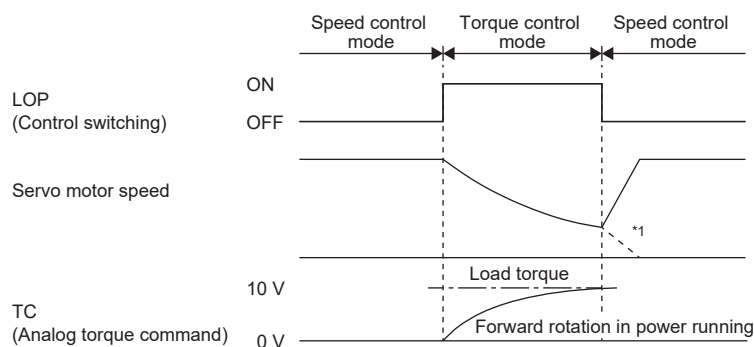 Speed control mode
Torque control mode
Speed control mode
LOP
(Control switching)
ON
OFF
Servo motor speed
*1
TC
(Analog torque command)
10 V
0 V
Load torque
Forward rotation in power running